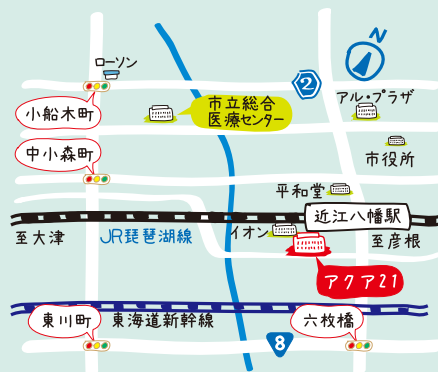 N
ローソン
2
アル・プラザ
小船木町
市立総合
医療センター
中小森町
市役所
平和堂
近江八幡駅
至大津
JR琵琶湖線
イオン
至彦根
アクア21
東川町
東海道新幹線
六枚橋
8